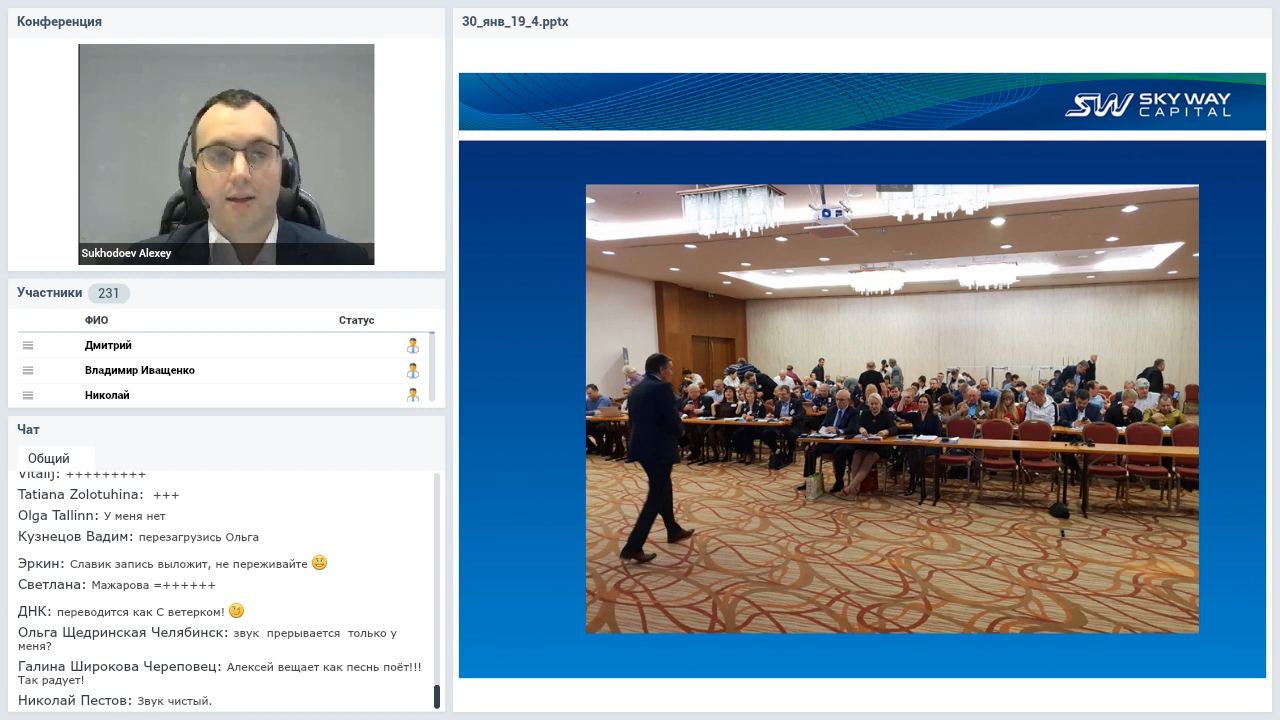 Конференция
Sukhodoev Alexey
Участники 231
ФИО Статус
Дмитрий
Владимир Иващенко
Николай
Чат
Общий
Vitalij: +++++++++
Tatiana Zolotuhina: +++
Olga Tallinn: У меня нет
Кузнецов Вадим: перезагрузись Ольга
Эркин: Славик запись выложит, не переживайте
Светлана: Мажарова =++++++
ДНК: переводится как С ветерком!
Ольга Щедринская Челябинск: звук прерывается только у
меня?
Галина Широкова Череповец: Алексей вещает как песнь поёт!!!
Так радует!
Николай Пестов: Звук чистый.
30_янв_19_4.pptx
SW SKY WAY
CAPITAL